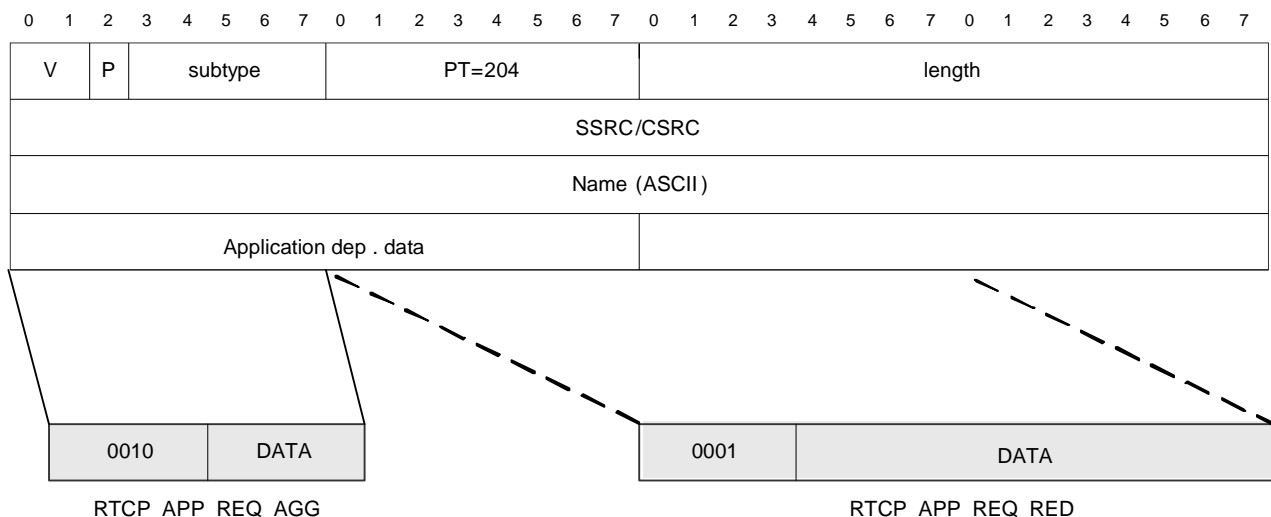 0 1 2 3 4 5 6 7 0 1 2 5 6 7 0 1 2 3 4 5 6 7 0 1 2 3 4 5 6 7
V P subtype PT=204 length
SSRC/CSRC
Name (ASCII)
Application dep . data
0010 DATA 0001 DATA
RTCP APP REQ AGG RTCP APP REQ RED